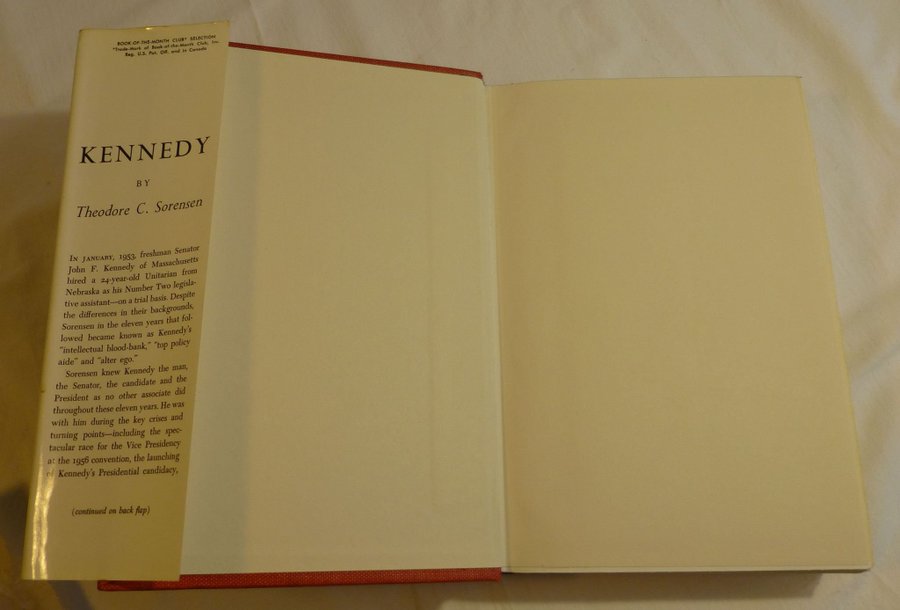 BOOK-OF-THE-MONTH CLUB* SELECTION
*Trade-Mark of Book-of-the-Month Club, Inc.
Reg. U.S. Pat. Off. and in Canada
KENNEDY
BY
Theodore C. Sorensen
IN JANUARY, 1953, freshman Senator
John F. Kennedy of Massachusetts
hired a 24-year-old Unitarian from
Nebraska as his Number Two legisla-
tive assistant—on a trial basis. Despite
the differences in their backgrounds,
Sorensen in the eleven years that fol-
lowed became known as Kennedy's
"intellectual blood-bank," "top policy
aide" and "alter ego."
Sorensen knew Kennedy the man,
the Senator, the candidate and the
President as no other associate did
throughout these eleven years. He was
with him during the key crises and
turning points—including the spec-
tacular race for the Vice Presidency
at the 1956 convention, the launching
of Kennedy's Presidential candidacy,
(continued on back flap)